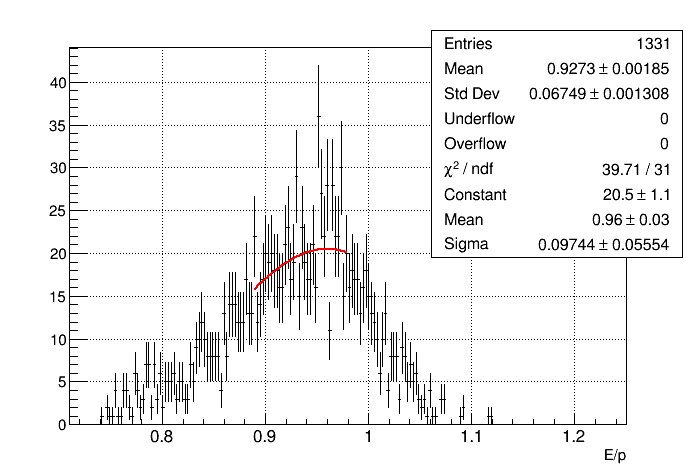 Entries 1331
Mean 0.9273 ± 0.00185
Std Dev 0.06749 ± 0.001308
Underflow 0
Overflow 0
χ² / ndf 39.71 / 31
Constant 20.5 ± 1.1
Mean 0.96 ± 0.03
Sigma 0.09744 ± 0.05554
40
35
30
25
20
15
10
5
0
0.8 0.9 1 1.1 1.2
E/p